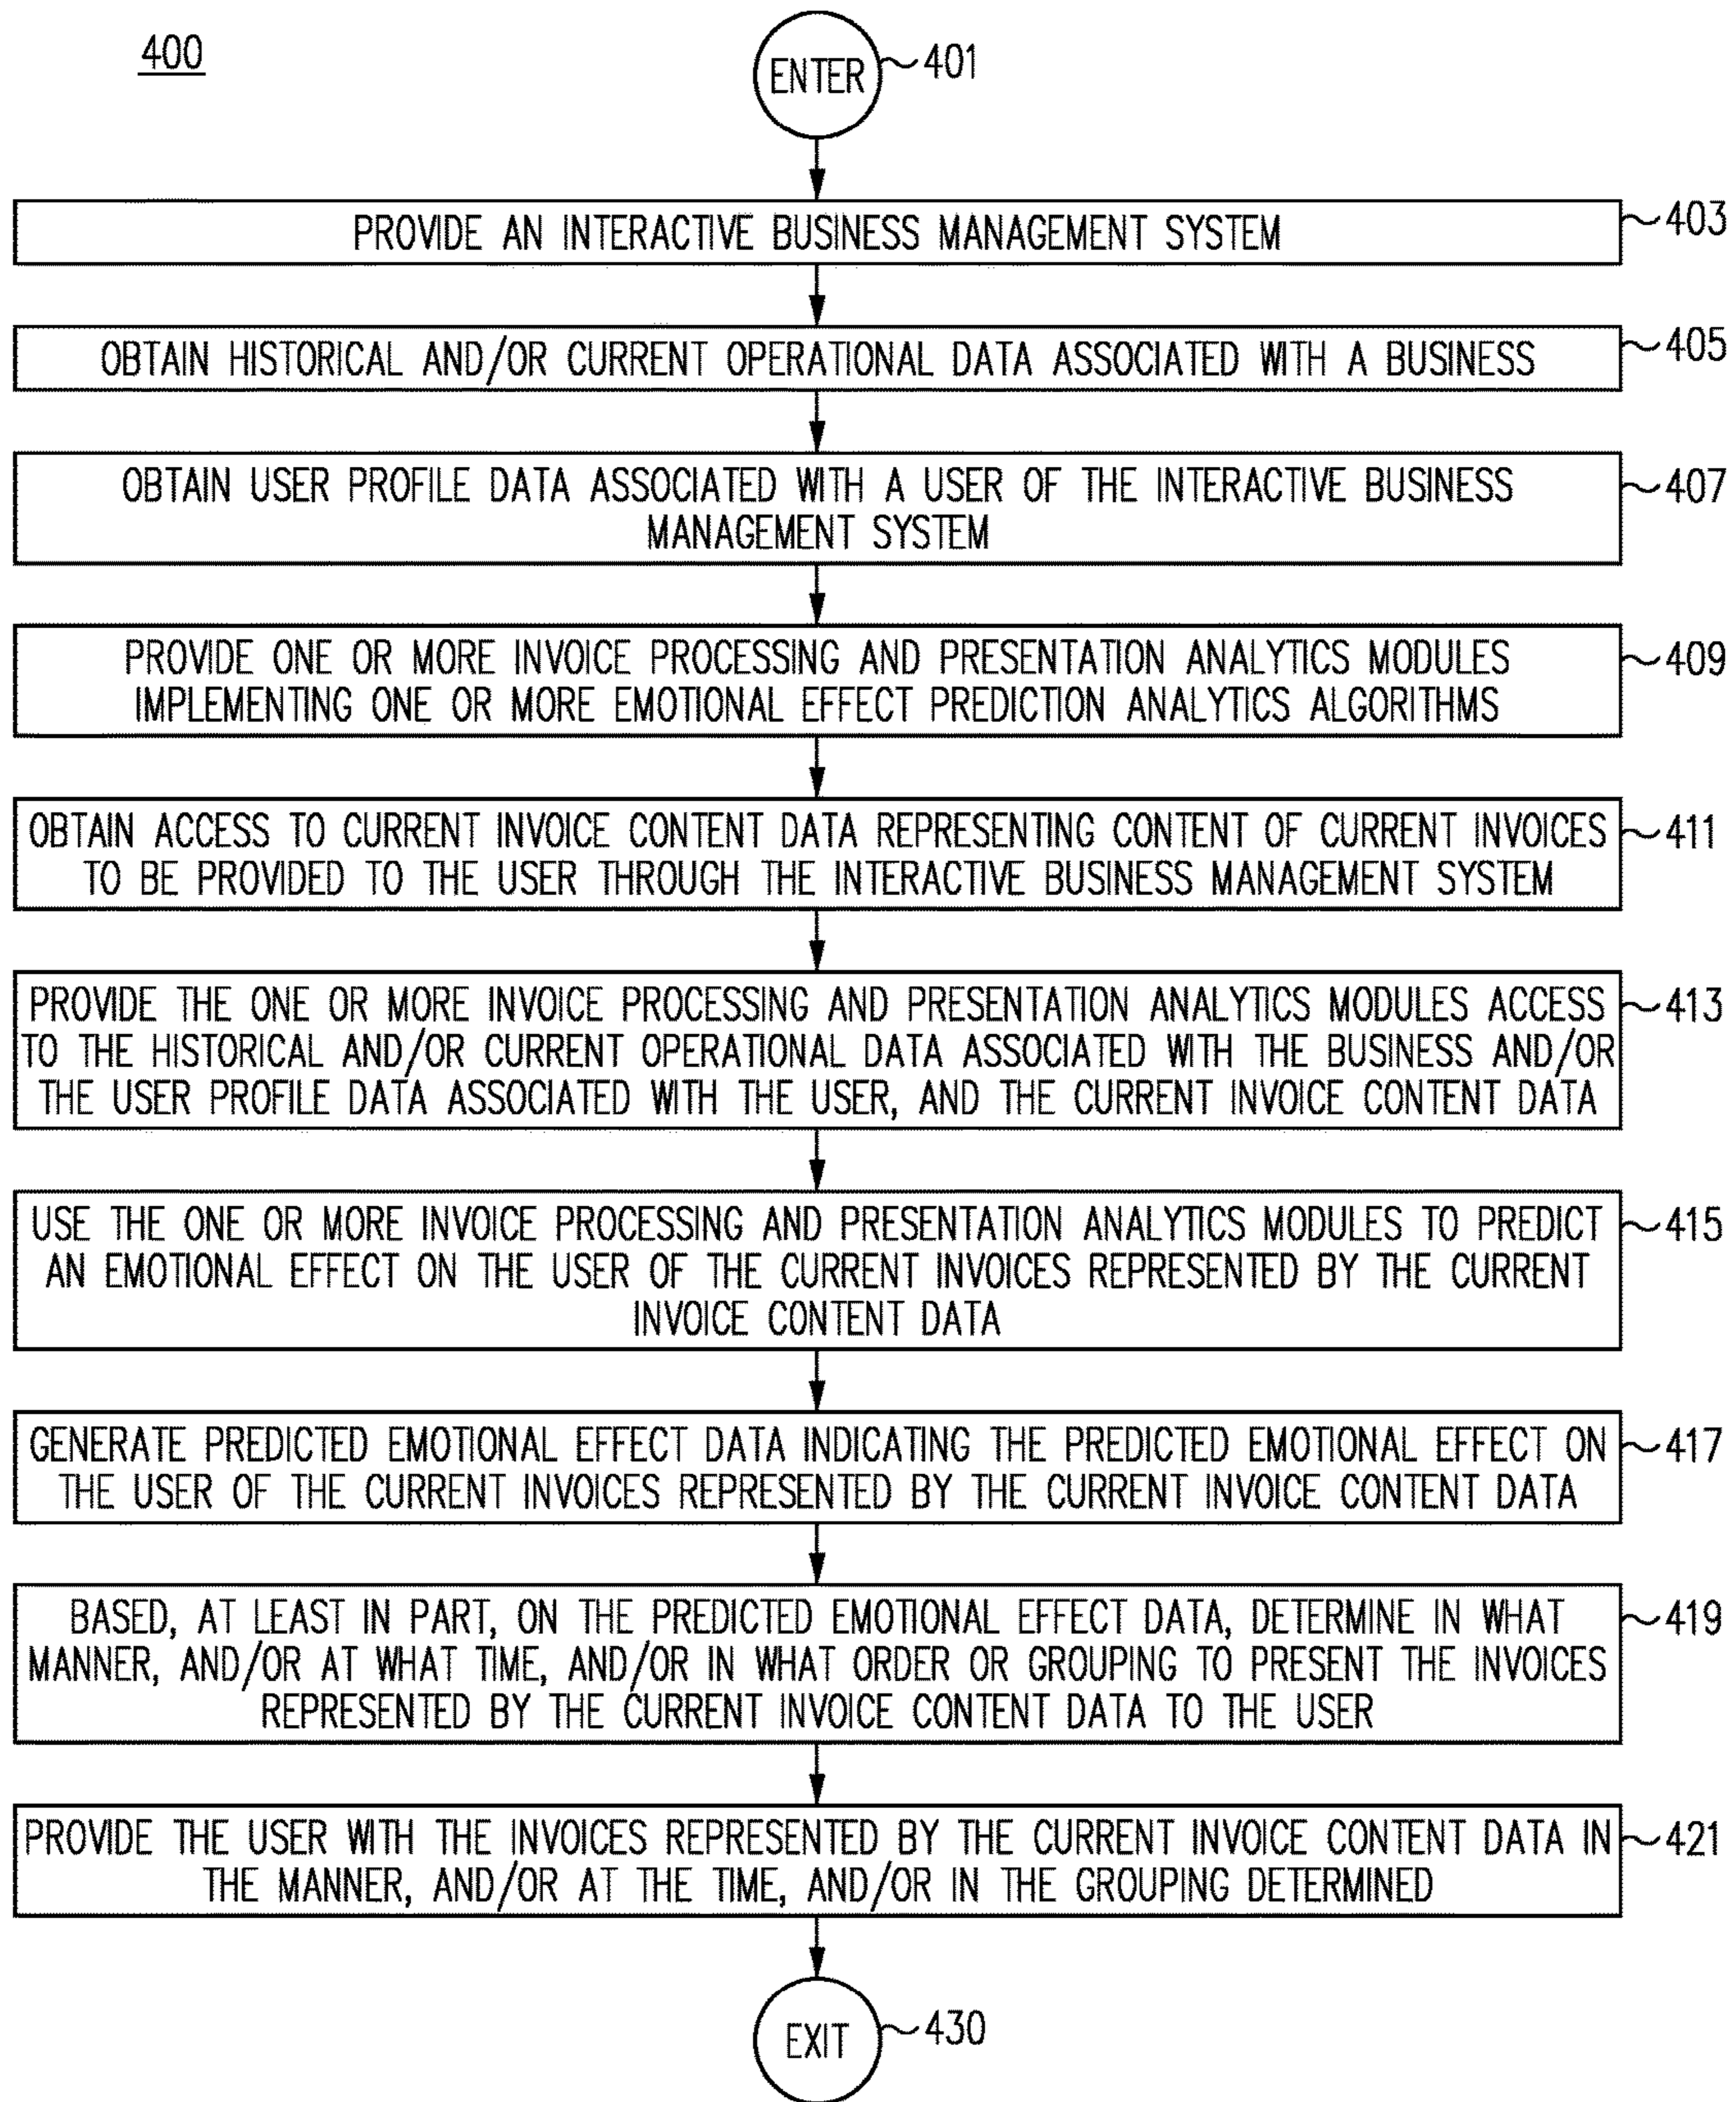 400
ENTER
401
PROVIDE AN INTERACTIVE BUSINESS MANAGEMENT SYSTEM
403
OBTAIN HISTORICAL AND/OR CURRENT OPERATIONAL DATA ASSOCIATED WITH A BUSINESS
405
OBTAIN USER PROFILE DATA ASSOCIATED WITH A USER OF THE INTERACTIVE BUSINESS
MANAGEMENT SYSTEM
407
PROVIDE ONE OR MORE INVOICE PROCESSING AND PRESENTATION ANALYTICS MODULES
IMPLEMENTING ONE OR MORE EMOTIONAL EFFECT PREDICTION ANALYTICS ALGORITHMS
409
OBTAIN ACCESS TO CURRENT INVOICE CONTENT DATA REPRESENTING CONTENT OF CURRENT INVOICES
TO BE PROVIDED TO THE USER THROUGH THE INTERACTIVE BUSINESS MANAGEMENT SYSTEM
411
PROVIDE THE ONE OR MORE INVOICE PROCESSING AND PRESENTATION ANALYTICS MODULES ACCESS
TO THE HISTORICAL AND/OR CURRENT OPERATIONAL DATA ASSOCIATED WITH THE BUSINESS AND/OR
THE USER PROFILE DATA ASSOCIATED WITH THE USER, AND THE CURRENT INVOICE CONTENT DATA
413
USE THE ONE OR MORE INVOICE PROCESSING AND PRESENTATION ANALYTICS MODULES TO PREDICT
AN EMOTIONAL EFFECT ON THE USER OF THE CURRENT INVOICES REPRESENTED BY THE CURRENT
INVOICE CONTENT DATA
415
GENERATE PREDICTED EMOTIONAL EFFECT DATA INDICATING THE PREDICTED EMOTIONAL EFFECT ON
THE USER OF THE CURRENT INVOICES REPRESENTED BY THE CURRENT INVOICE CONTENT DATA
417
BASED, AT LEAST IN PART, ON THE PREDICTED EMOTIONAL EFFECT DATA, DETERMINE IN WHAT
MANNER, AND/OR AT WHAT TIME, AND/OR IN WHAT ORDER OR GROUPING TO PRESENT THE INVOICES
REPRESENTED BY THE CURRENT INVOICE CONTENT DATA TO THE USER
419
PROVIDE THE USER WITH THE INVOICES REPRESENTED BY THE CURRENT INVOICE CONTENT DATA IN
THE MANNER, AND/OR AT THE TIME, AND/OR IN THE GROUPING DETERMINED
421
EXIT
430